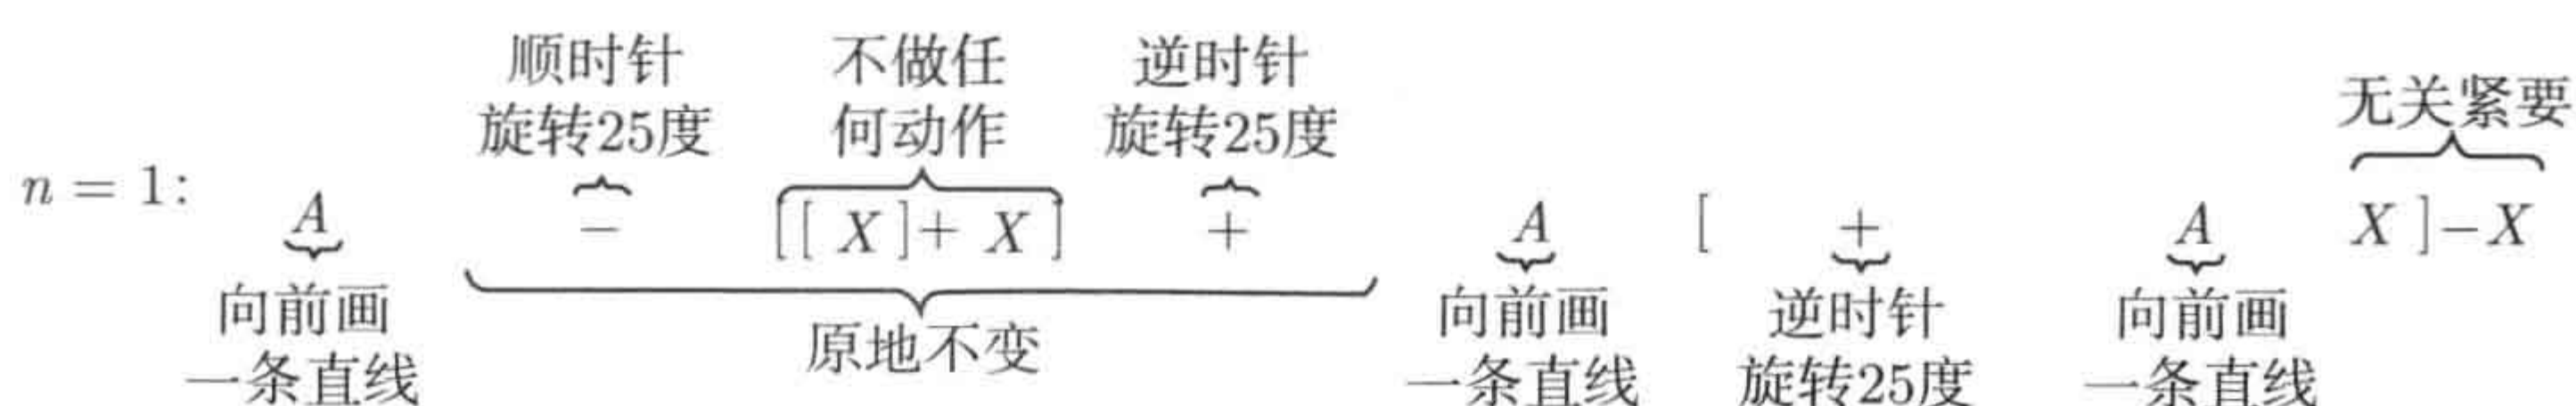 顺时针 不做任 逆时针
旋转25度 何动作 旋转25度 无关紧要
n = 1: A − [[ X ]+ X ] + A [ + A X ]−X
向前画 原地不变 向前画 逆时针 向前画
一条直线 一条直线 旋转25度 一条直线